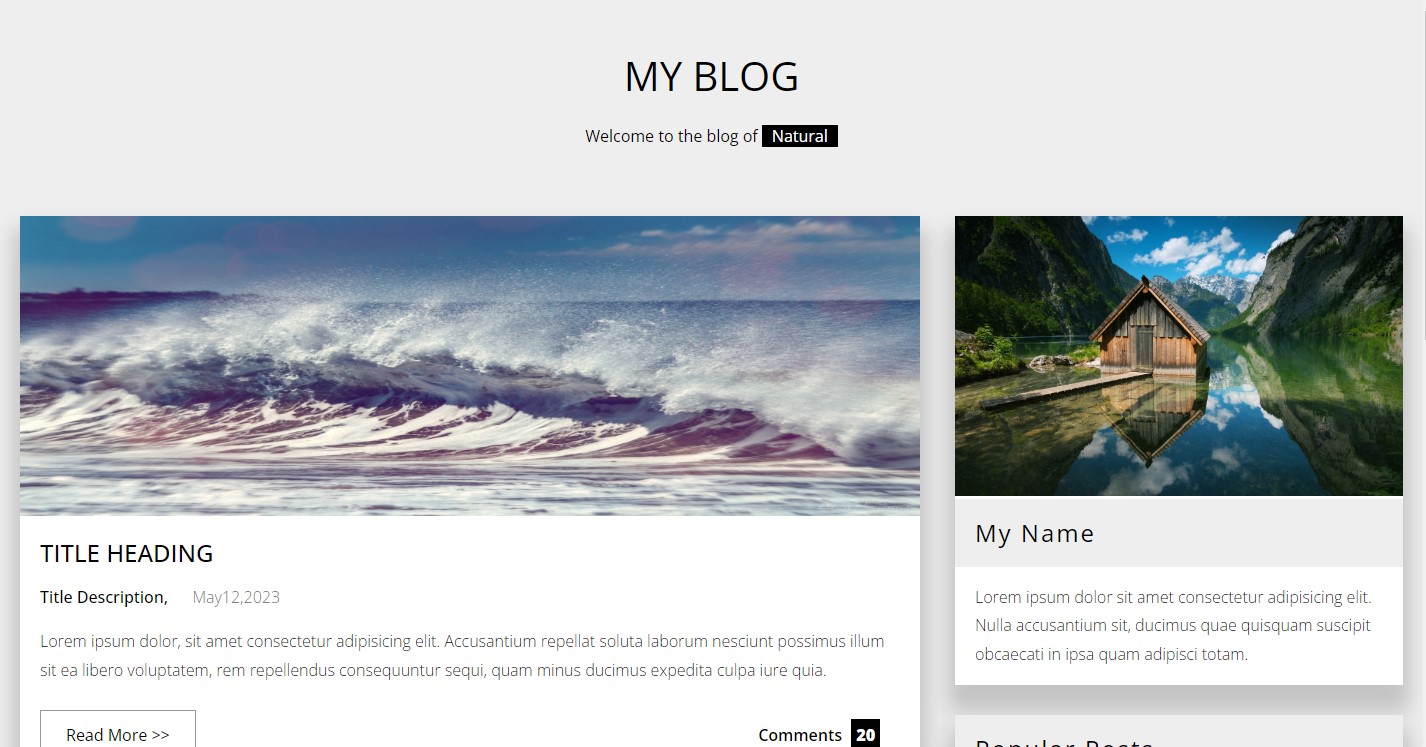 MY BLOG
Welcome to the blog of Natural
TITLE HEADING
Title Description, May12,2023
Lorem ipsum dolor, sit amet consectetur adipisicing elit. Accusantium repellat soluta laborum nesciunt possimus illum
sit ea libero voluptatem, rem repellendus consequuntur sequi, quam minus ducimus expedita culpa iure quia.
Read More >>
Comments 20
My Name
Lorem ipsum dolor sit amet consectetur adipisicing elit.
Nulla accusantium sit, ducimus quae quisquam suscipit
obcaecati in ipsa quam adipisci totam.
Popular Posts